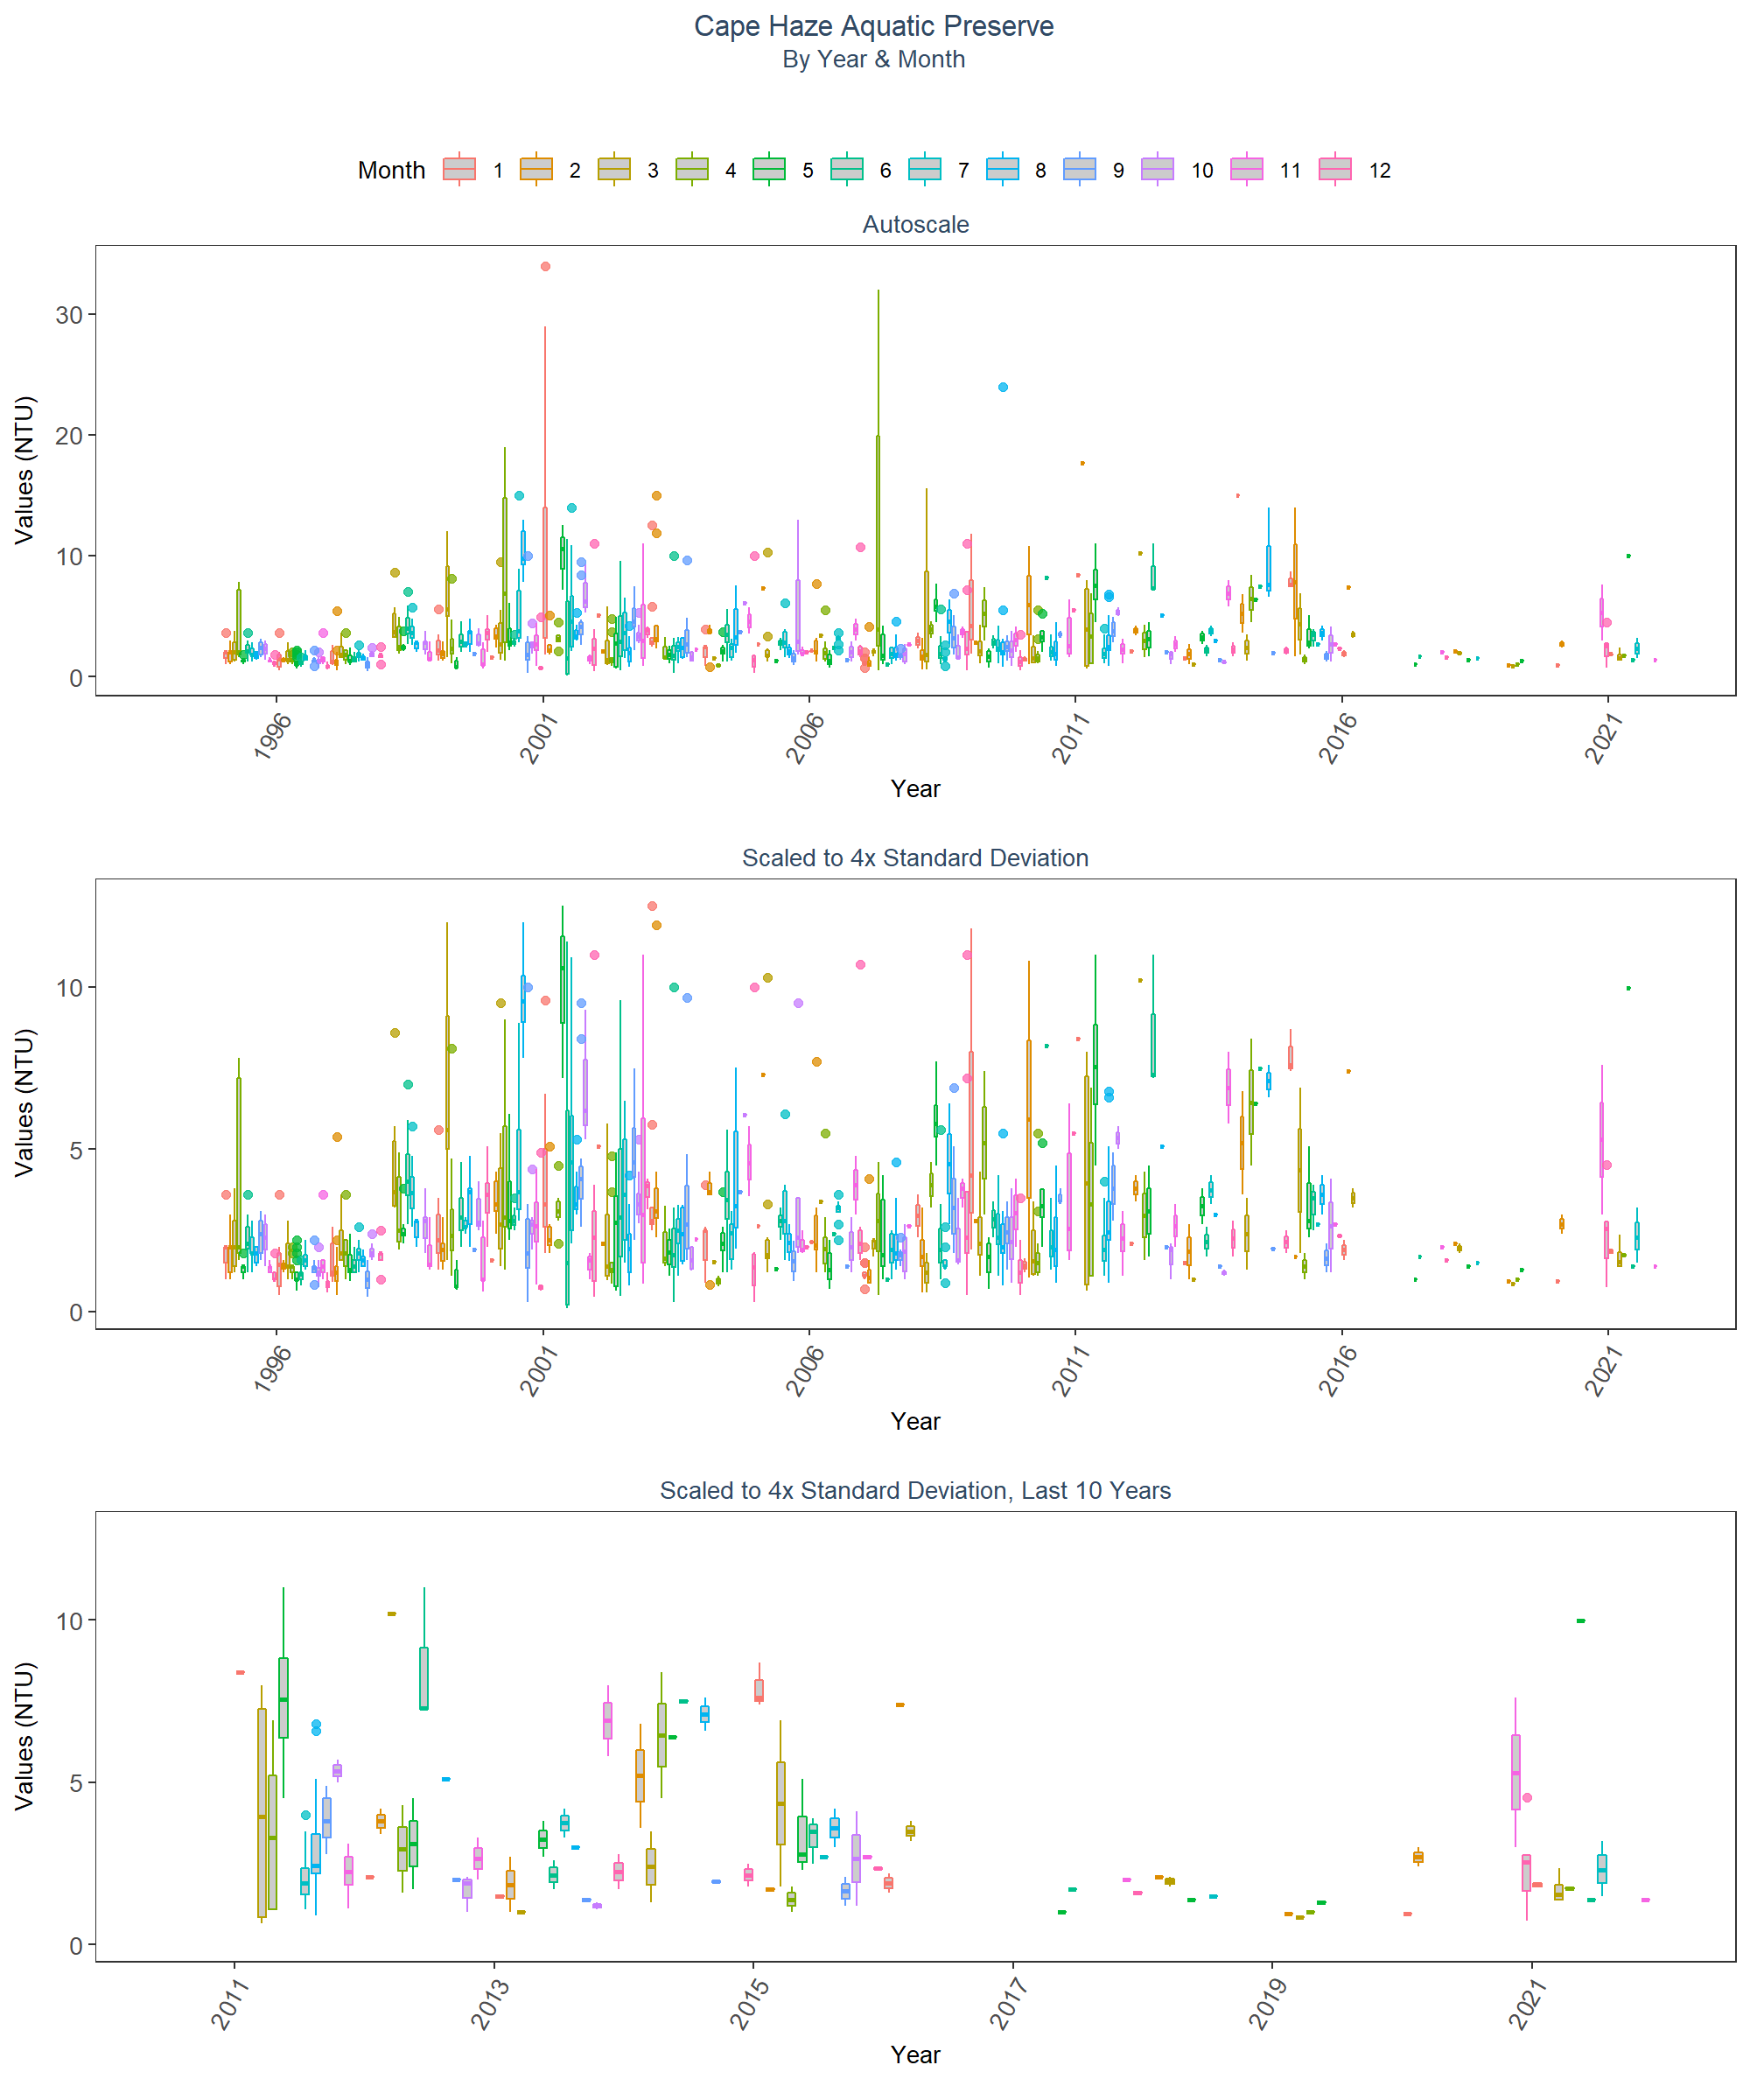 Cape Haze Aquatic Preserve
By Year & Month
Month 1 2 3 4 5 6 7 8 9 10 11 12
Autoscale
Values (NTU)
30
20
10
0
1996 2001 2006 2011 2016 2021
Year
Scaled to 4x Standard Deviation
Values (NTU)
10
5
0
1996 2001 2006 2011 2016 2021
Year
Scaled to 4x Standard Deviation, Last 10 Years
Values (NTU)
10
5
0
2011 2013 2015 2017 2019 2021
Year